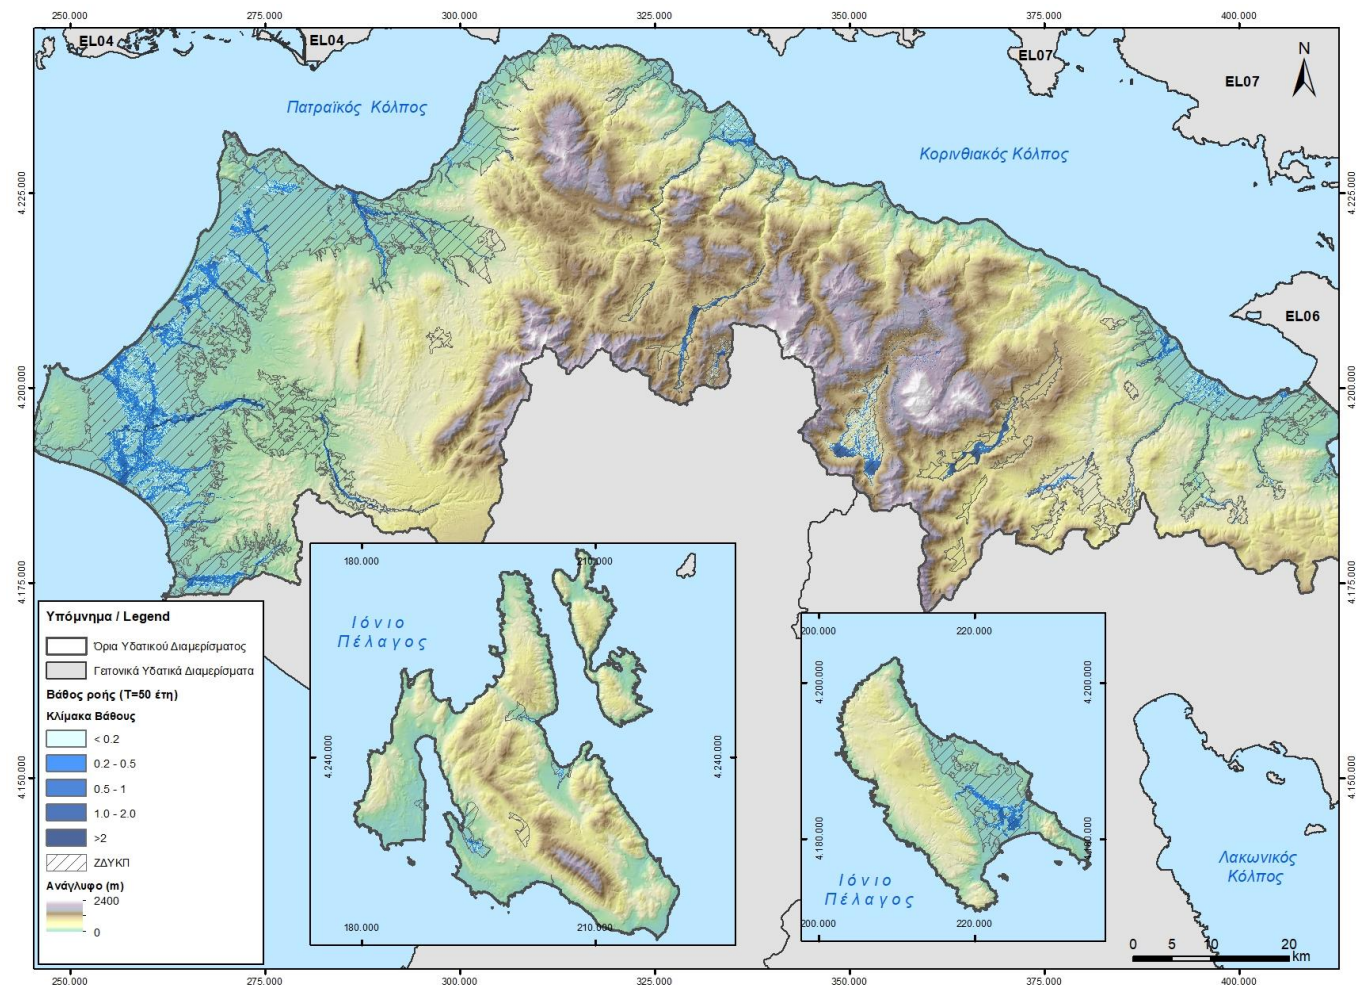 250.000 275.000 300.000 325.000 350.000 375.000 400.000
EL04 EL04 EL07 EL07
N
Πατραϊκός Κόλπος
Κορινθιακός Κόλπος
4.225.000 4.225.000
EL06
4.200.000 4.200.000
4.175.000 4.175.000
4.150.000 4.150.000
180.000 210.000
Ιόνιο
Πέλαγος
4.240.000 4.240.000
180.000 210.000
200.000 220.000
4.200.000 4.200.000
4.180.000 4.180.000
Ιόνιο
Πέλαγος
200.000 220.000
Λακωνικός
Κόλπος
Υπόμνημα / Legend
Όρια Υδατικού Διαμερίσματος
Γειτονικά Υδατικά Διαμερίσματα
Βάθος ροής (T=50 έτη)
Κλίμακα Βάθους
< 0.2
0.2 - 0.5
0.5 - 1
1.0 - 2.0
>2
ΖΔΥΚΠ
Ανάγλυφο (m)
2400
0
0 5 10 20
km
250.000 275.000 300.000 325.000 350.000 375.000 400.000